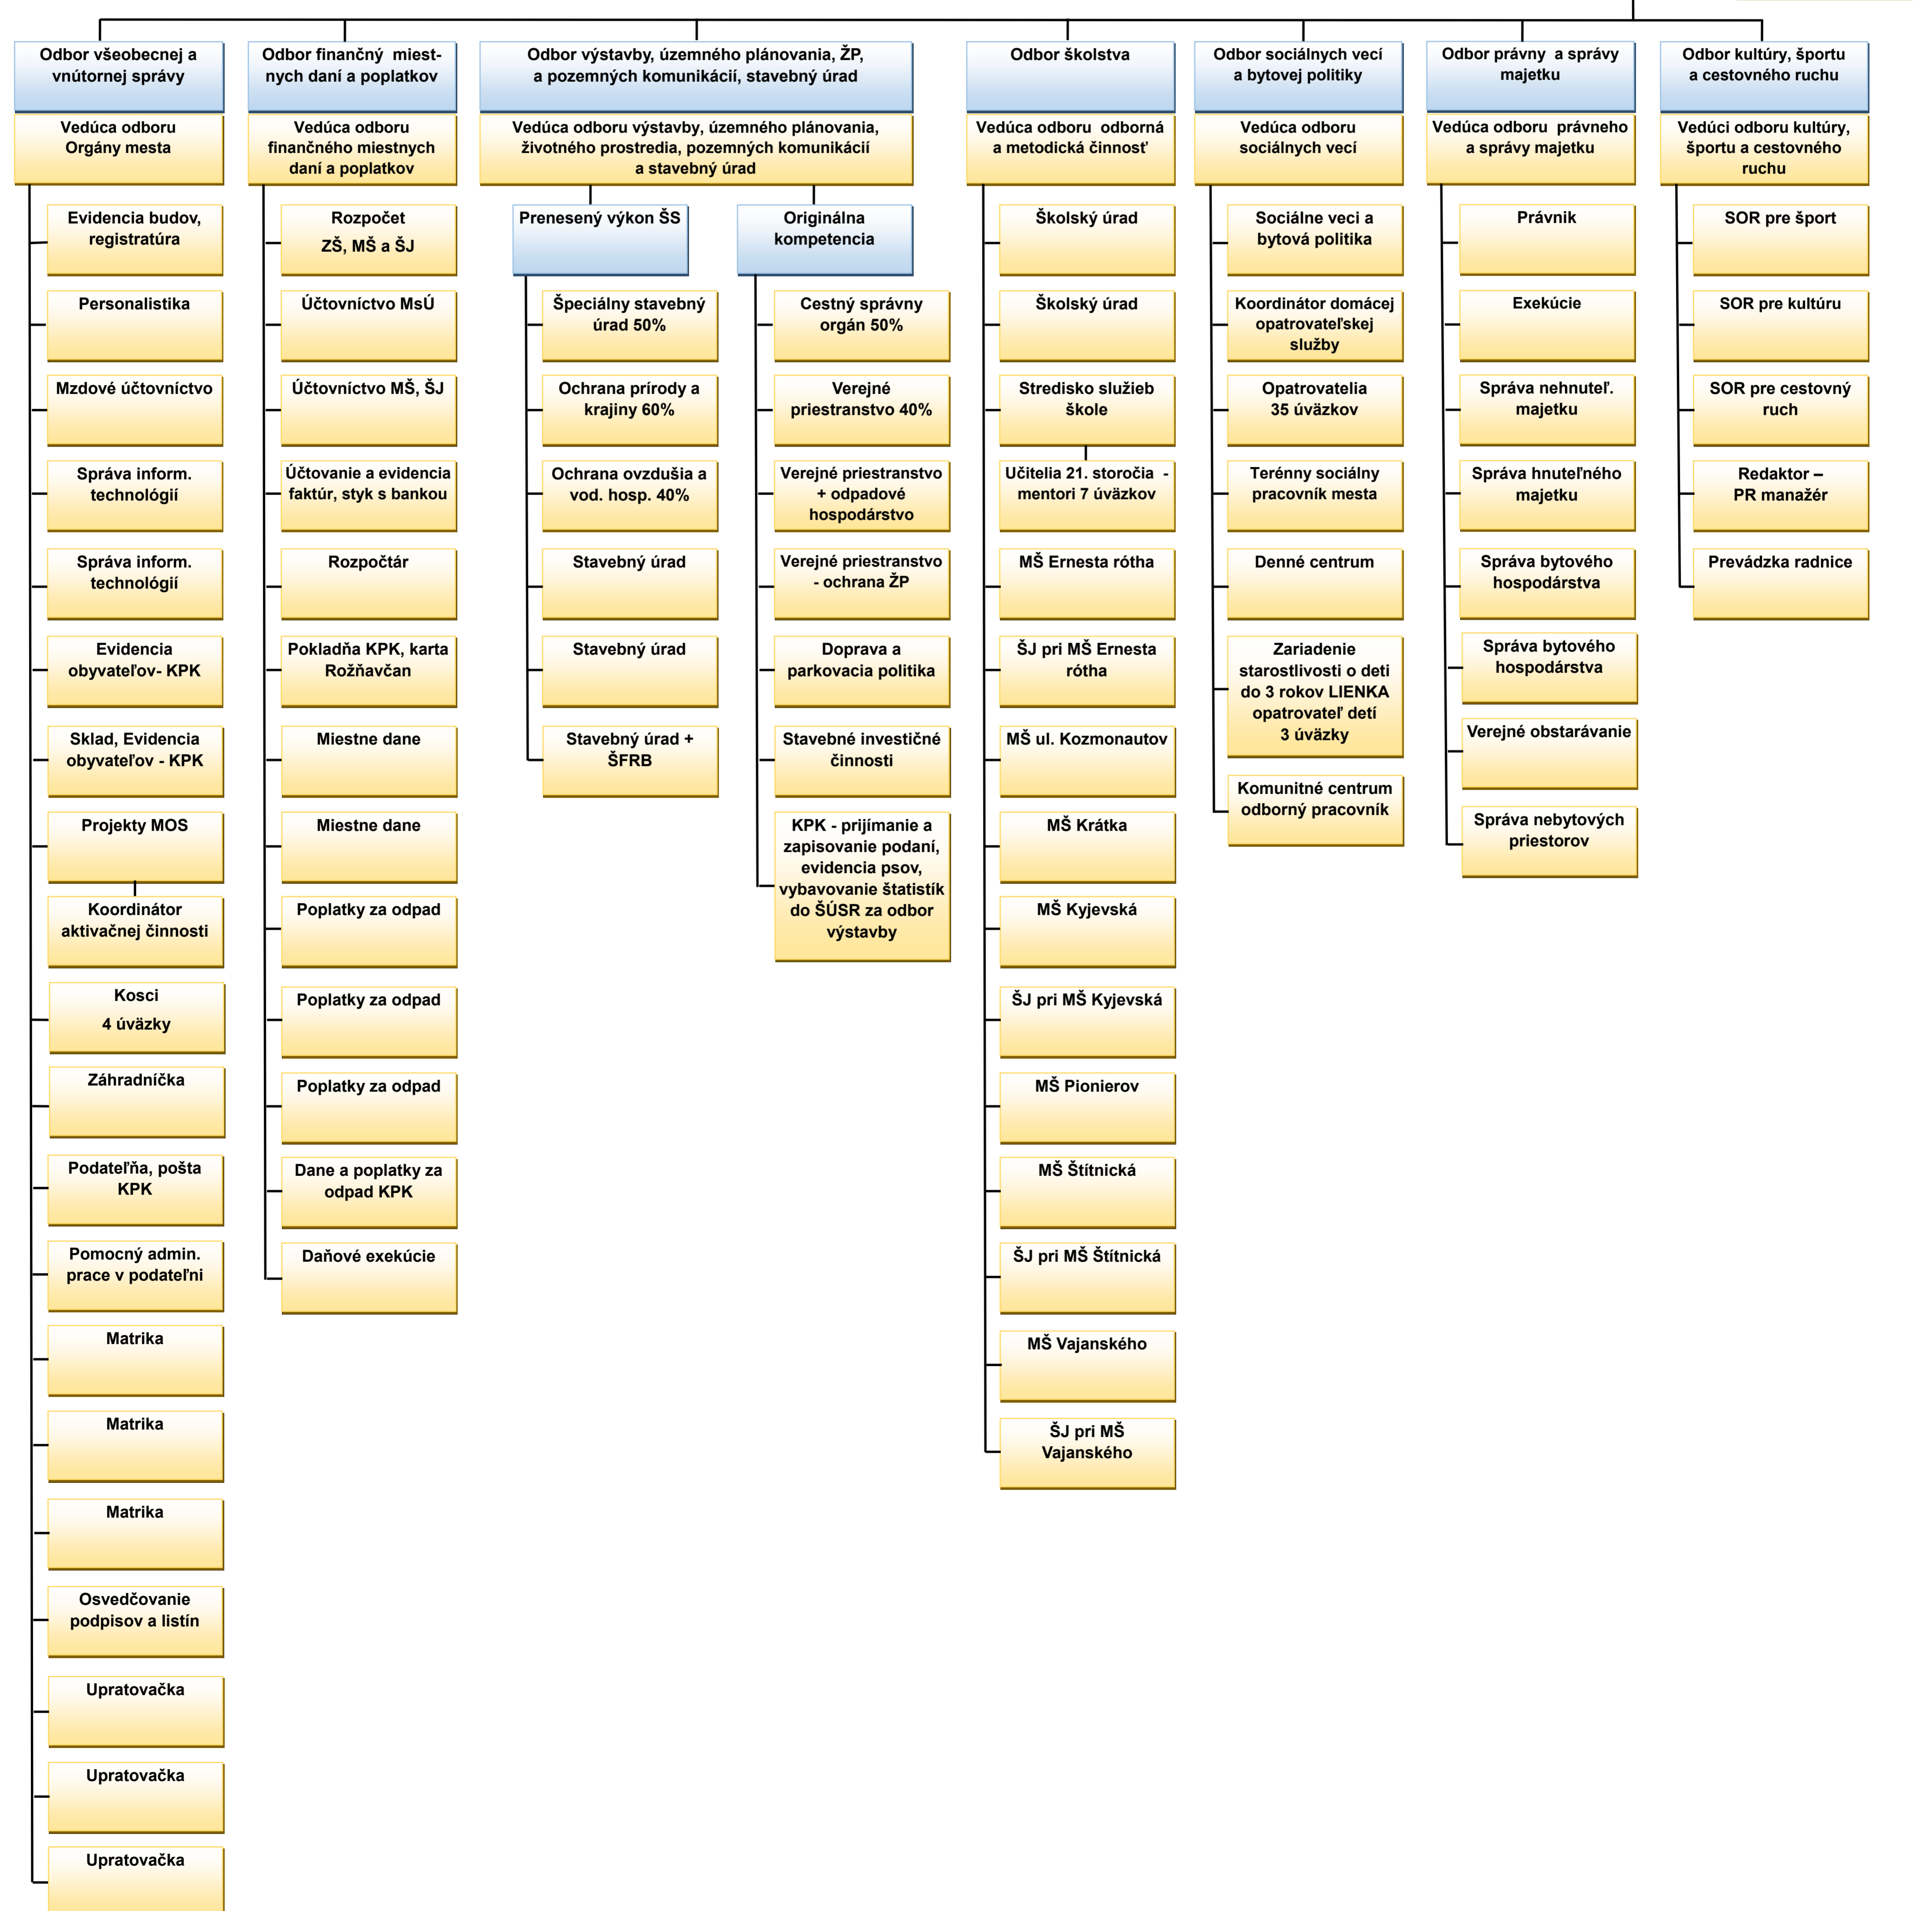 Odbor všeobecnej a
vnútornej správy
Vedúca odboru
Orgány mesta
Evidencia budov,
registratúra
Personalistika
Mzdové účtovníctvo
Správa inform.
technológií
Správa inform.
technológií
Evidencia
obyvateľov- KPK
Sklad, Evidencia
obyvateľov - KPK
Projekty MOS
Koordinátor
aktivačnej činnosti
Kosci
4 úväzky
Záhradníčka
Podateľňa, pošta
KPK
Pomocný admin.
prace v podateľni
Matrika
Matrika
Matrika
Osvedčovanie
podpisov a listín
Upratovačka
Upratovačka
Upratovačka
Odbor finančný  miest-
nych daní a poplatkov
Vedúca odboru
finančného miestnych
daní a poplatkov
Rozpočet
ZŠ, MŠ a ŠJ
Účtovníctvo MsÚ
Účtovníctvo MŠ, ŠJ
Účtovanie a evidencia
faktúr, styk s bankou
Rozpočtár
Pokladňa KPK, karta
Rožňavčan
Miestne dane
Miestne dane
Poplatky za odpad
Poplatky za odpad
Poplatky za odpad
Dane a poplatky za
odpad KPK
Daňové exekúcie
Odbor výstavby, územného plánovania, ŽP,
a pozemných komunikácií, stavebný úrad
Vedúca odboru výstavby, územného plánovania,
životného prostredia, pozemných komunikácií
a stavebný úrad
Prenesený výkon ŠS
Špeciálny stavebný
úrad 50%
Ochrana prírody a
krajiny 60%
Ochrana ovzdušia a
vod. hosp. 40%
Stavebný úrad
Stavebný úrad
Stavebný úrad +
ŠFRB
Originálna
kompetencia
Cestný správny
orgán 50%
Verejné
priestranstvo 40%
Verejné priestranstvo
+ odpadové
hospodárstvo
Verejné priestranstvo
- ochrana ŽP
Doprava a
parkovacia politika
Stavebné investičné
činnosti
KPK - prijímanie a
zapisovanie podaní,
evidencia psov,
vybavovanie štatistík
do ŠÚSR za odbor
výstavby
Odbor školstva
Vedúca odboru  odborná
a metodická činnosť
Školský úrad
Školský úrad
Stredisko služieb
škole
Učitelia 21. storočia  -
mentori 7 úväzkov
MŠ Ernesta rótha
ŠJ pri MŠ Ernesta
rótha
MŠ ul. Kozmonautov
MŠ Krátka
MŠ Kyjevská
ŠJ pri MŠ Kyjevská
MŠ Pionierov
MŠ Štítnická
ŠJ pri MŠ Štítnická
MŠ Vajanského
ŠJ pri MŠ
Vajanského
Odbor sociálnych vecí
a bytovej politiky
Vedúca odboru
sociálnych vecí
Sociálne veci a
bytová politika
Koordinátor domácej
opatrovateľskej
služby
Opatrovatelia
35 úväzkov
Terénny sociálny
pracovník mesta
Denné centrum
Zariadenie
starostlivosti o deti
do 3 rokov LIENKA
opatrovateľ detí
3 úväzky
Komunitné centrum
odborný pracovník
Odbor právny  a správy
majetku
Vedúca odboru  právneho
a správy majetku
Právnik
Exekúcie
Správa nehnuteľ.
majetku
Správa hnuteľného
majetku
Správa bytového
hospodárstva
Správa bytového
hospodárstva
Verejné obstarávanie
Správa nebytových
priestorov
Odbor kultúry, športu
a cestovného ruchu
Vedúci odboru kultúry,
športu a cestovného
ruchu
SOR pre šport
SOR pre kultúru
SOR pre cestovný
ruch
Redaktor –
PR manažér
Prevádzka radnice